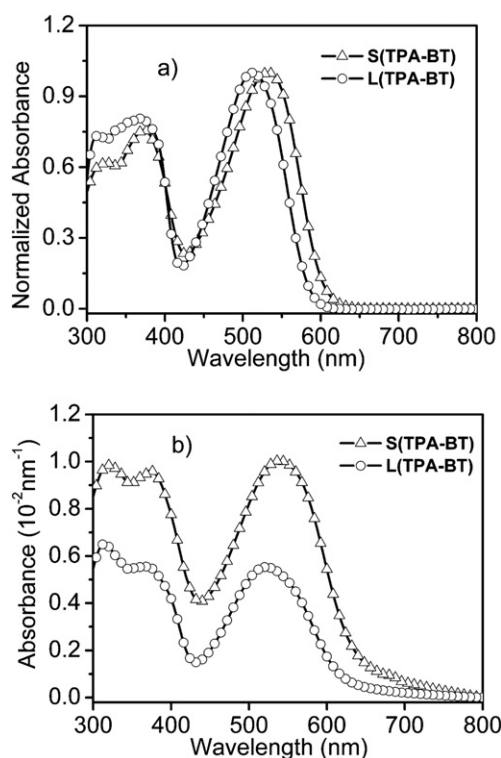 a)
S(TPA-BT)
L(TPA-BT)
Normalized Absorbance
1.2
0.9
0.6
0.3
0.0
300 400 500 600 700 800
Wavelength (nm)
b)
S(TPA-BT)
L(TPA-BT)
Absorbance (10⁻²nm⁻¹)
1.2
1.0
0.8
0.6
0.4
0.2
0.0
300 400 500 600 700 800
Wavelength (nm)